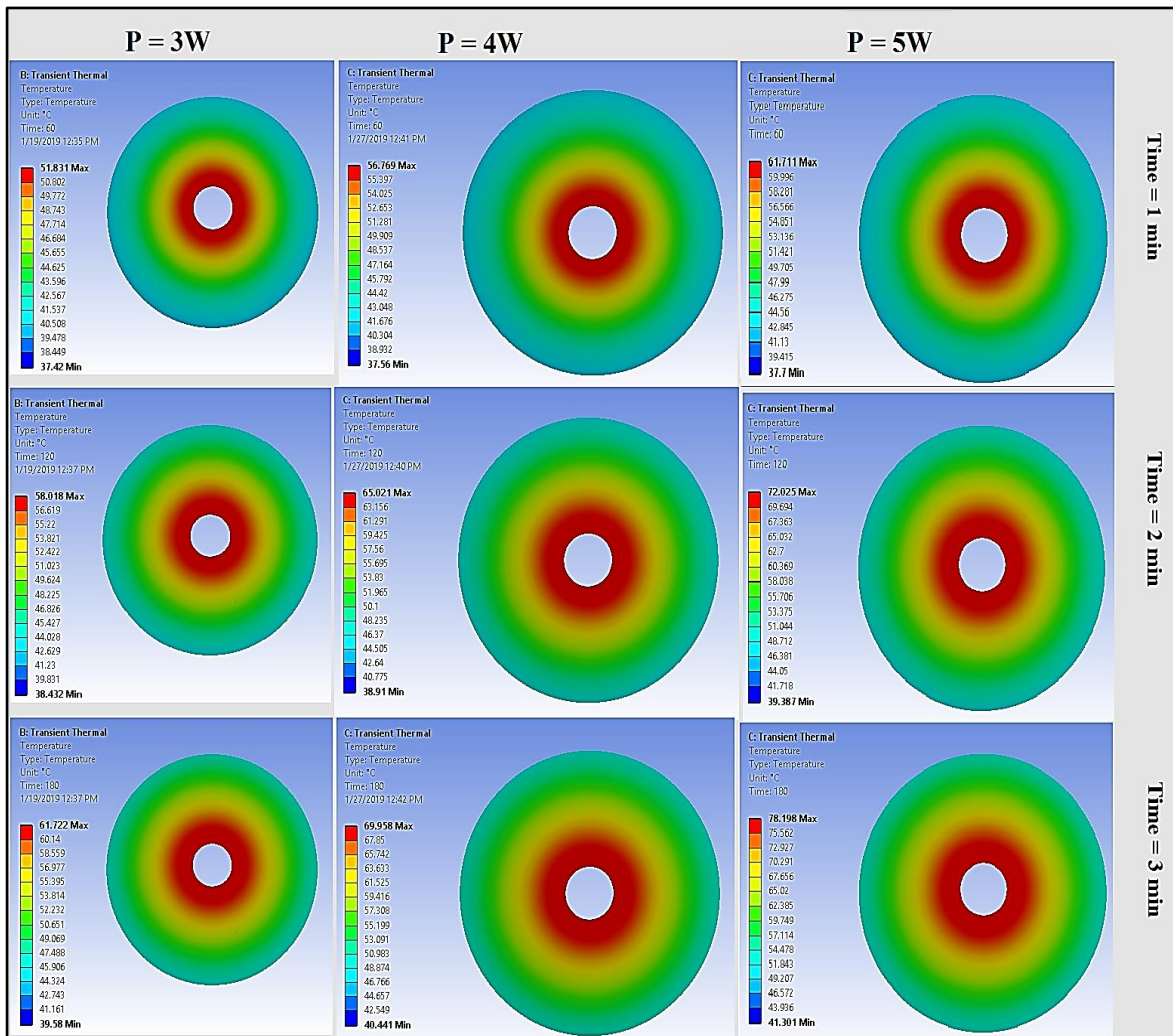 P = 3W
P = 4W
P = 5W
B: Transient Thermal
Temperature
Type: Temperature
Unit: °C
Time: 60
1/19/2019 12:35 PM
51.831 Max
50.802
49.772
48.743
47.714
46.684
45.655
44.625
43.596
42.567
41.537
40.508
39.478
38.449
37.42 Min
C: Transient Thermal
Temperature
Type: Temperature
Unit: °C
Time: 60
1/27/2019 12:41 PM
56.769 Max
55.397
54.025
52.653
51.281
49.909
48.537
47.164
45.792
44.42
43.048
41.676
40.304
38.932
37.56 Min
C: Transient Thermal
Temperature
Type: Temperature
Unit: °C
Time: 60
61.711 Max
59.996
58.281
56.566
54.851
53.136
51.421
49.705
47.99
46.275
44.56
42.845
41.13
39.415
37.7 Min
Time = 1 min
B: Transient Thermal
Temperature
Type: Temperature
Unit: °C
Time: 120
1/19/2019 12:37 PM
58.018 Max
56.619
55.22
53.821
52.422
51.023
49.624
48.225
46.826
45.427
44.028
42.629
41.23
39.831
38.432 Min
C: Transient Thermal
Temperature
Type: Temperature
Unit: °C
Time: 120
1/27/2019 12:40 PM
65.021 Max
63.156
61.291
59.425
57.56
55.695
53.83
51.965
50.1
48.235
46.37
44.505
42.64
40.775
38.91 Min
C: Transient Thermal
Temperature
Type: Temperature
Unit: °C
Time: 120
72.025 Max
69.694
67.363
65.032
62.7
60.369
58.038
55.706
53.375
51.044
48.712
46.381
44.05
41.718
39.387 Min
Time = 2 min
B: Transient Thermal
Temperature
Type: Temperature
Unit: °C
Time: 180
1/19/2019 12:37 PM
61.722 Max
60.14
58.559
56.977
55.395
53.814
52.232
50.651
49.069
47.488
45.906
44.324
42.743
41.161
39.58 Min
C: Transient Thermal
Temperature
Type: Temperature
Unit: °C
Time: 180
1/27/2019 12:42 PM
69.958 Max
67.85
65.742
63.633
61.525
59.416
57.308
55.199
53.091
50.983
48.874
46.766
44.657
42.549
40.441 Min
C: Transient Thermal
Temperature
Type: Temperature
Unit: °C
Time: 180
78.198 Max
75.562
72.927
70.291
67.656
65.02
62.385
59.749
57.114
54.478
51.843
49.207
46.572
43.936
41.301 Min
Time = 3 min